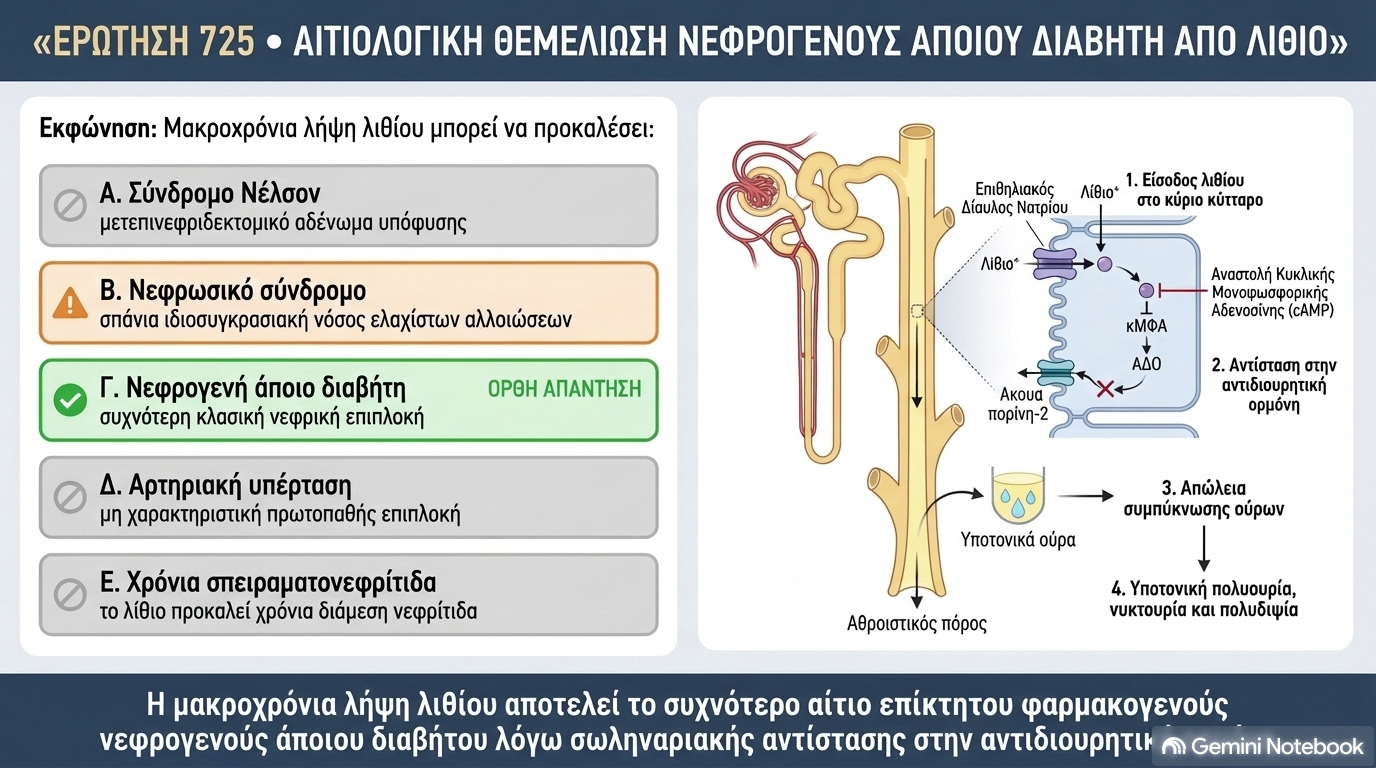 «ΕΡΩΤΗΣΗ 725 • ΑΙΤΙΟΛΟΓΙΚΗ ΘΕΜΕΛΙΩΣΗ ΝΕΦΡΟΓΕΝΟΥΣ ΑΠΟΙΟΥ ΔΙΑΒΗΤΗ ΑΠΟ ΛΙΘΙΟ»
Εκφώνηση: Μακροχρόνια λήψη λιθίου μπορεί να προκαλέσει:
Α. Σύνδρομο Νέλσον
μετεπινεφριδεκτομικό αδένωμα υπόφυσης
Β. Νεφρωσικό σύνδρομο
σπάνια ιδιοσυγκρασιακή νόσος ελαχίστων αλλοιώσεων
Γ. Νεφρογενή άποιο διαβήτη
ΟΡΘΗ ΑΠΑΝΤΗΣΗ
συχνότερη κλασική νεφρική επιπλοκή
Δ. Αρτηριακή υπέρταση
μη χαρακτηριστική πρωτοπαθής επιπλοκή
Ε. Χρόνια σπειραματονεφρίτιδα
το λίθιο προκαλεί χρόνια διάμεση νεφρίτιδα
Επιθηλιακός
Δίαυλος Νατρίου
Λίθιο⁺
1. Είσοδος λιθίου
στο κύριο κύτταρο
Λίθιο⁺
Αναστολή Κυκλικής
Μονοφωσφορικής
Αδενοσίνης (cAMP)
κΜΦΑ
ΑΔΟ
Ακουα
πορίνη-2
2. Αντίσταση στην
αντιδιουρητική
ορμόνη
Υποτονικά ούρα
3. Απώλεια
συμπύκνωσης ούρων
4. Υποτονική πολυουρία,
νυκτουρία και πολυδιψία
Αθροιστικός πόρος
Η μακροχρόνια λήψη λιθίου αποτελεί το συχνότερο αίτιο επίκτητου φαρμακογενούς
νεφρογενούς άποιου διαβήτου λόγω σωληναριακής αντίστασης στην
Gemini Notebook